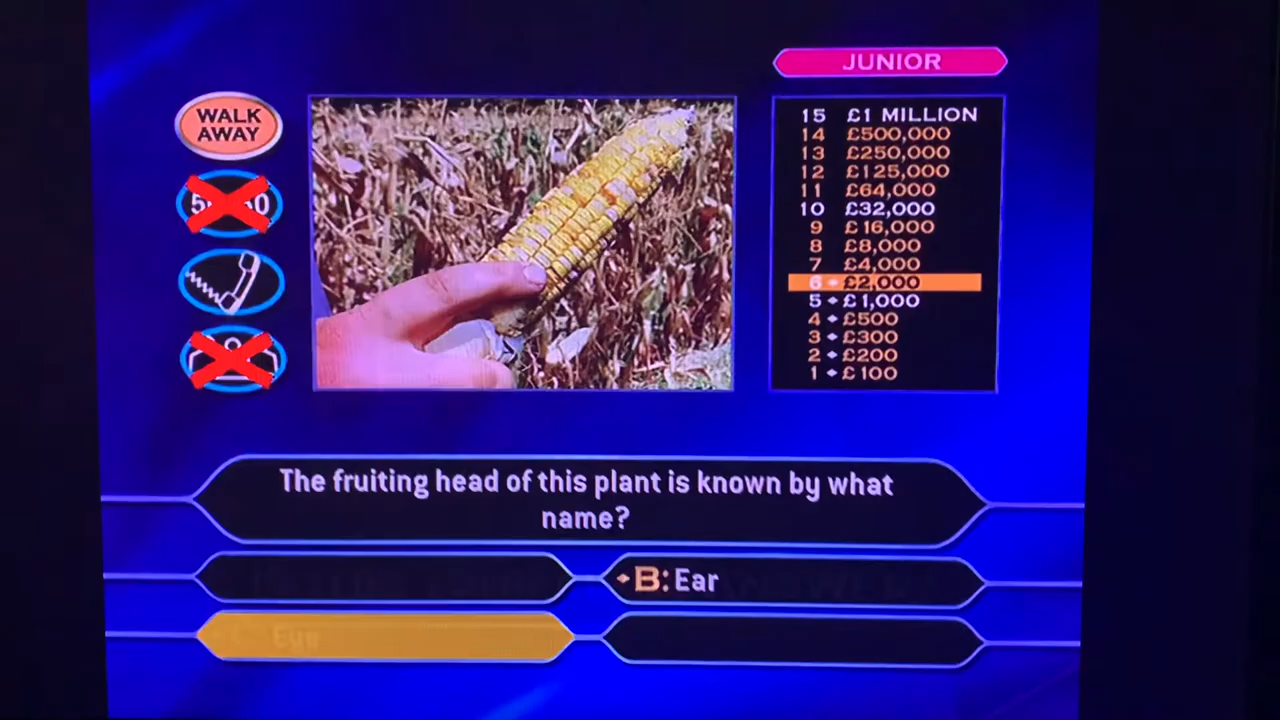 JUNIOR
WALK
AWAY
15 £1 MILLION
14 £500,000
13 £250,000
12 £125,000
11 £64,000
10 £32,000
9 £16,000
8 £8,000
7 £4,000
6 ♦ £2,000
5 ♦ £1,000
4 ♦ £500
3 ♦ £300
2 ♦ £200
1 ♦ £100
The fruiting head of this plant is known by what
name?
♦B: Ear
Eye